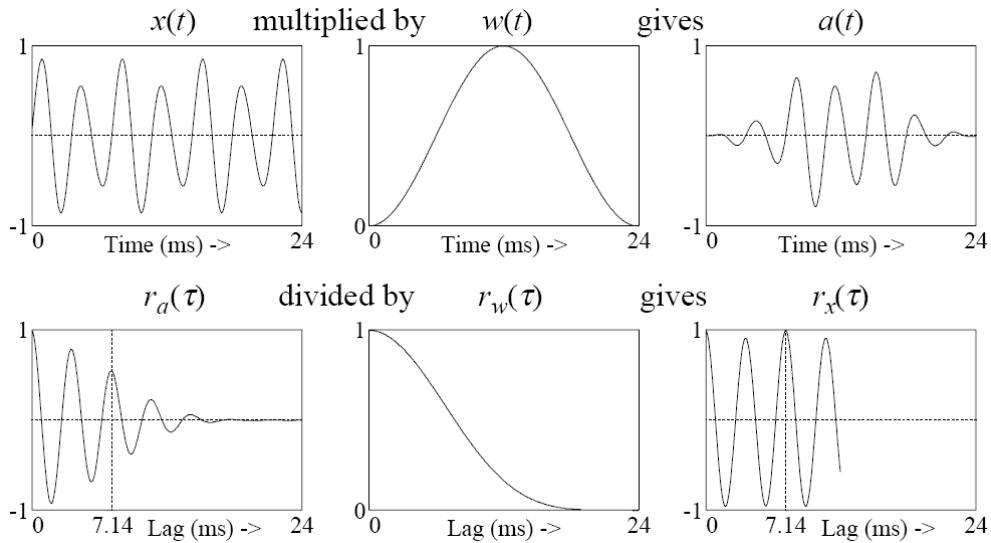 x(t) multiplied by w(t) gives a(t)
1 1 1
-1 0 -1
0 Time (ms) -> 24 0 Time (ms) -> 24 0 Time (ms) -> 24
r_a(τ) divided by r_w(τ) gives r_x(τ)
1 1 1
-1 0 -1
0 7.14 Lag (ms) -> 24 0 Lag (ms) -> 24 0 7.14 Lag (ms) -> 24